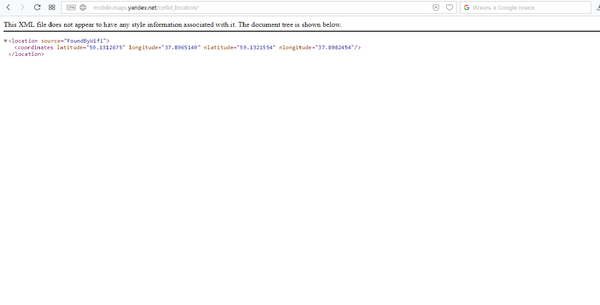 mobile.maps.yandex.net/cellid_location/
Искать в Google поиск
This XML file does not appear to have any style information associated with it. The document tree is shown below.
<location source="FoundByWifi">
<coordinates latitude="59.1312675" longitude="37.8965149" nlatitude="59.1321554" nlongitude="37.8982454"/>
</location>